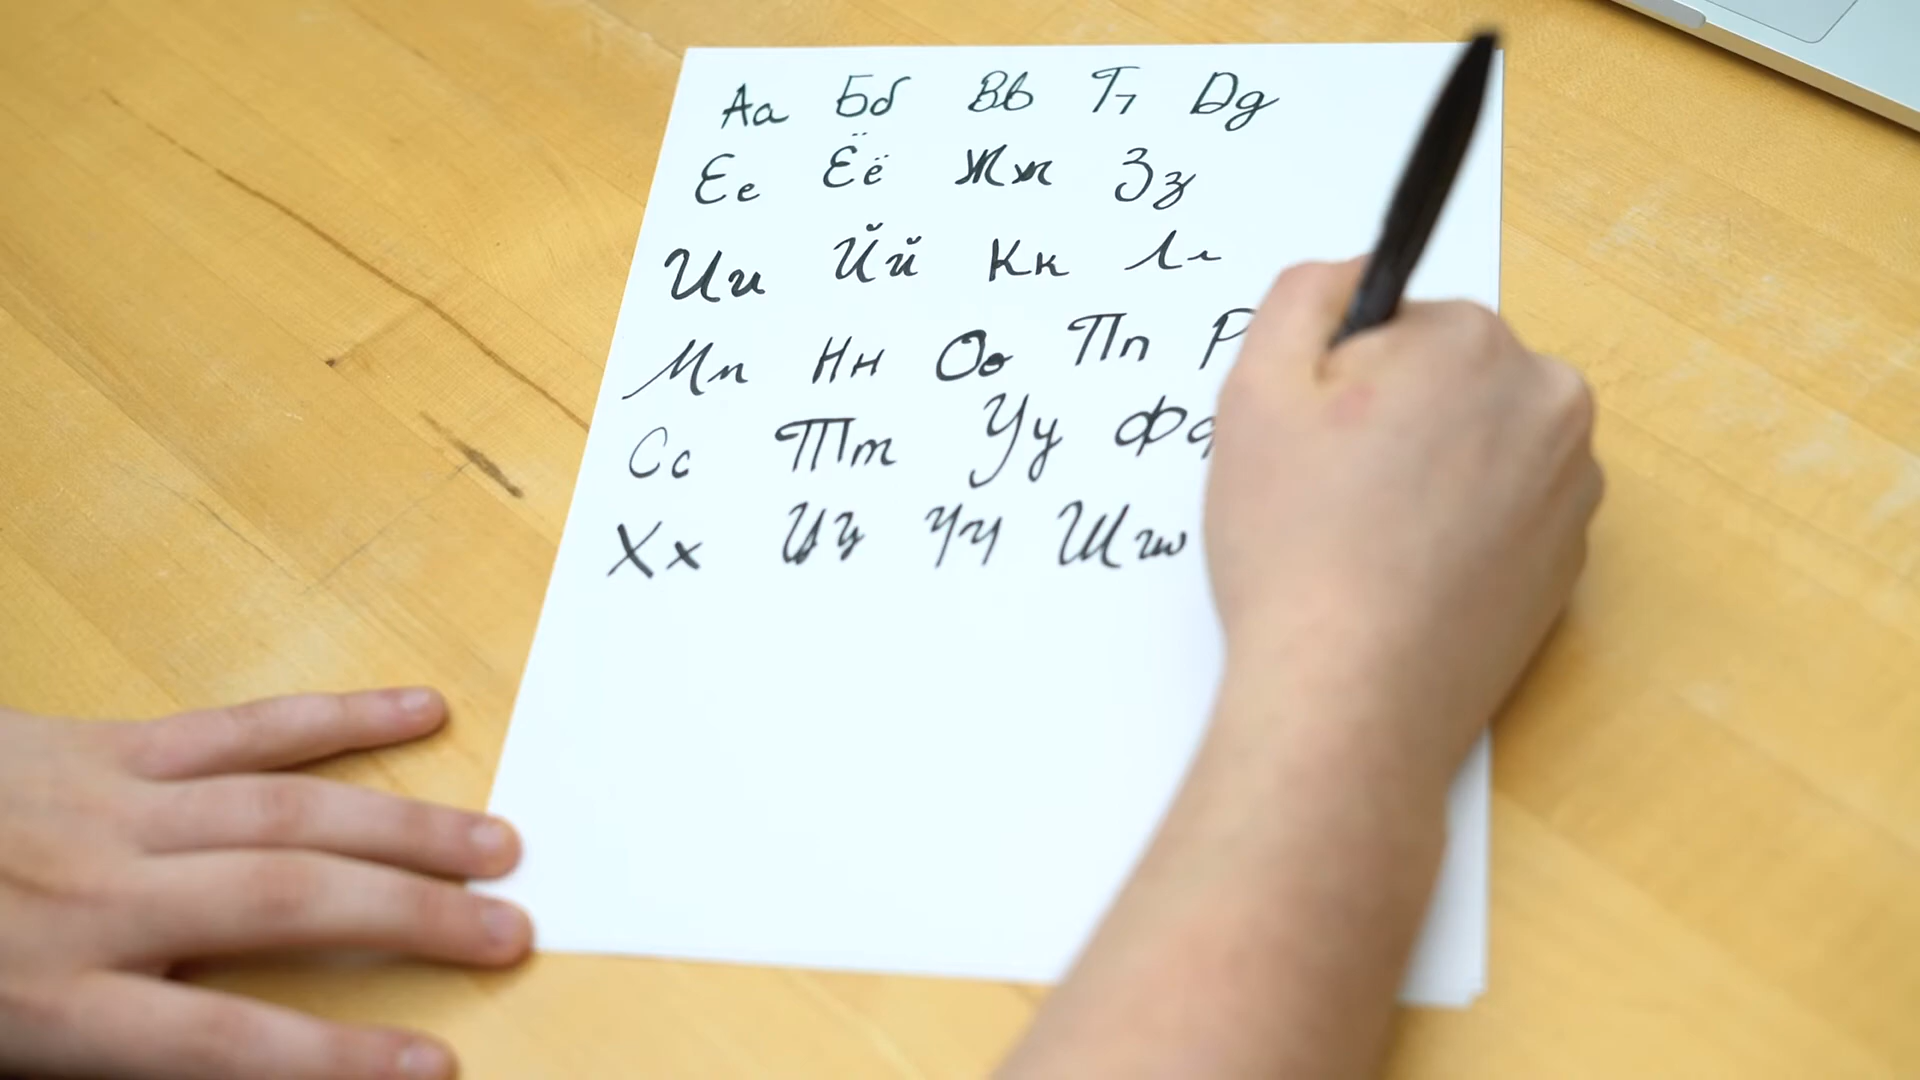 Аа Бб Вв Гг Дд
Ее Ёё Жж Зз
Ии Йй Кк Лл
Мм Нн Оо Пп Р
Сс Тт Уу Фф
Хх Цц Чч Шш